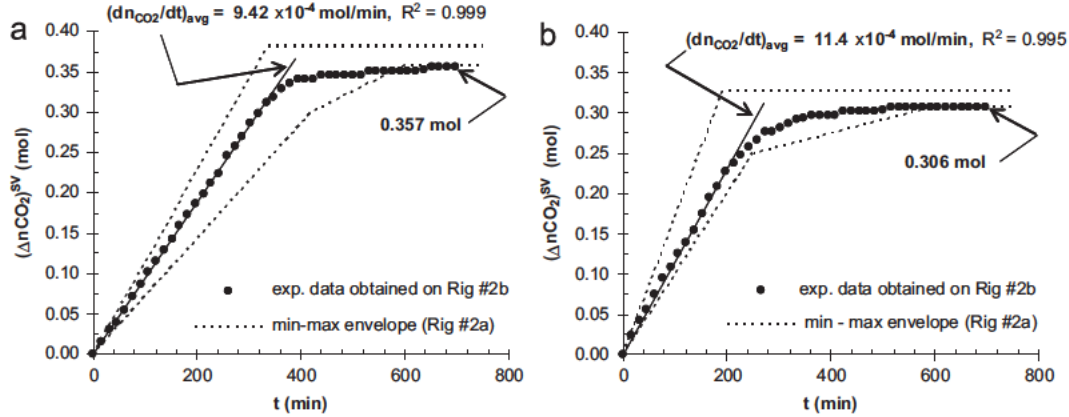 a
(dn_CO2/dt)_avg = 9.42 x10⁻⁴ mol/min, R² = 0.999
0.40
0.35
0.30
0.25
0.20
0.15
0.10
0.05
0.00
(ΔnCO₂)^SV (mol)
0.357 mol
exp. data obtained on Rig #2b
min-max envelope (Rig #2a)
0
200
400
600
800
t (min)
b
(dn_CO2/dt)_avg = 11.4 x10⁻⁴ mol/min, R² = 0.995
0.40
0.35
0.30
0.25
0.20
0.15
0.10
0.05
0.00
(ΔnCO₂)^SV (mol)
0.306 mol
exp. data obtained on Rig #2b
min - max envelope (Rig #2a)
0
200
400
600
800
t (min)